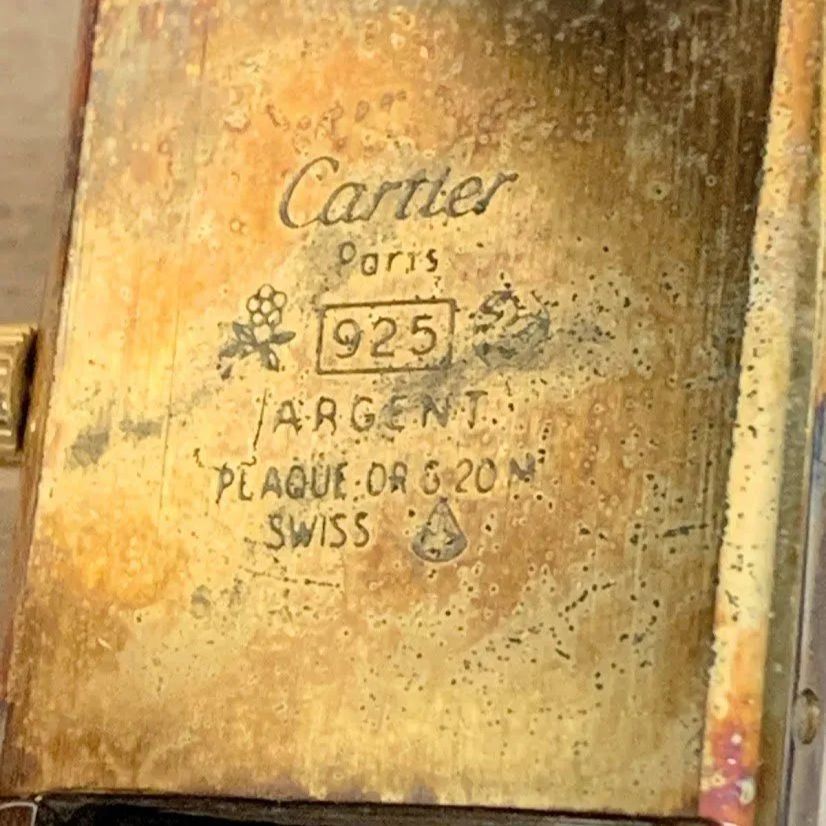 Cartier
Paris
925
ARGENT
PLAQUE OR G 20 M
SWISS